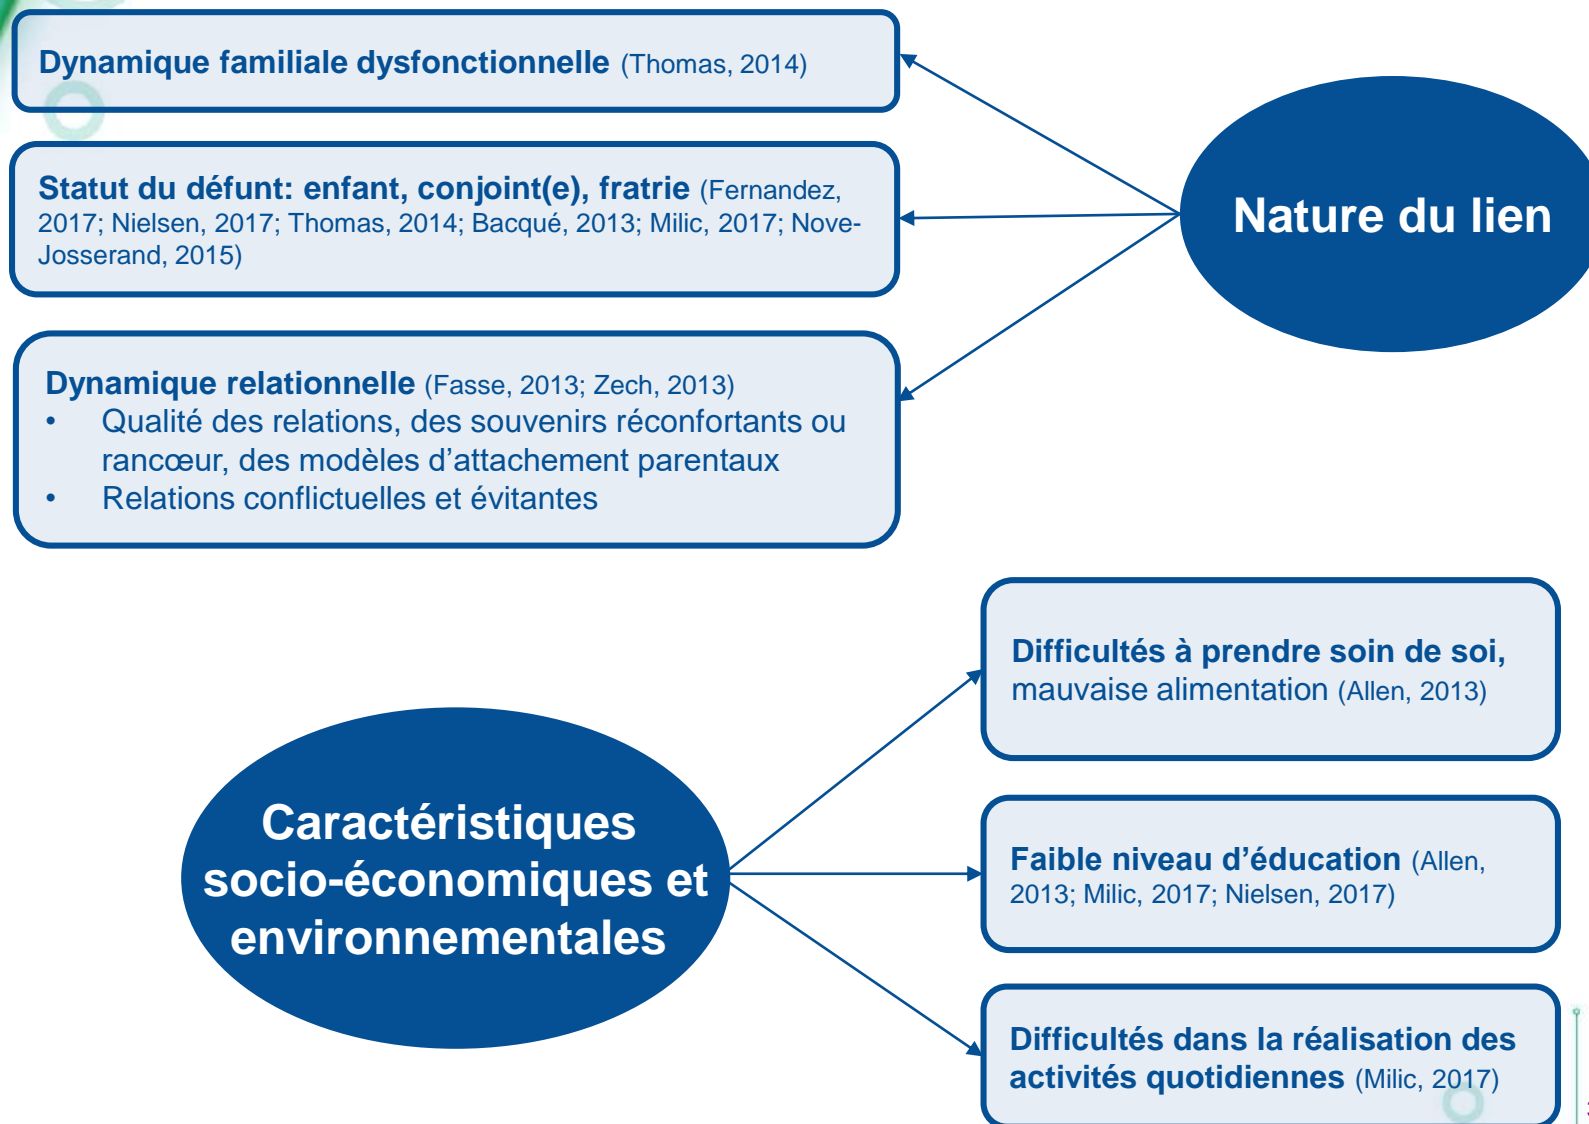 Dynamique familiale dysfonctionnelle (Thomas, 2014)
Statut du défunt: enfant, conjoint(e), fratrie (Fernandez,
2017; Nielsen, 2017; Thomas, 2014; Bacqué, 2013; Milic, 2017; Nove-
Josserand, 2015)
Dynamique relationnelle (Fasse, 2013; Zech, 2013)
• Qualité des relations, des souvenirs réconfortants ou
rancœur, des modèles d’attachement parentaux
• Relations conflictuelles et évitantes
Nature du lien
Caractéristiques
socio-économiques et
environnementales
Difficultés à prendre soin de soi,
mauvaise alimentation (Allen, 2013)
Faible niveau d’éducation (Allen,
2013; Milic, 2017; Nielsen, 2017)
Difficultés dans la réalisation des
activités quotidiennes (Milic, 2017)